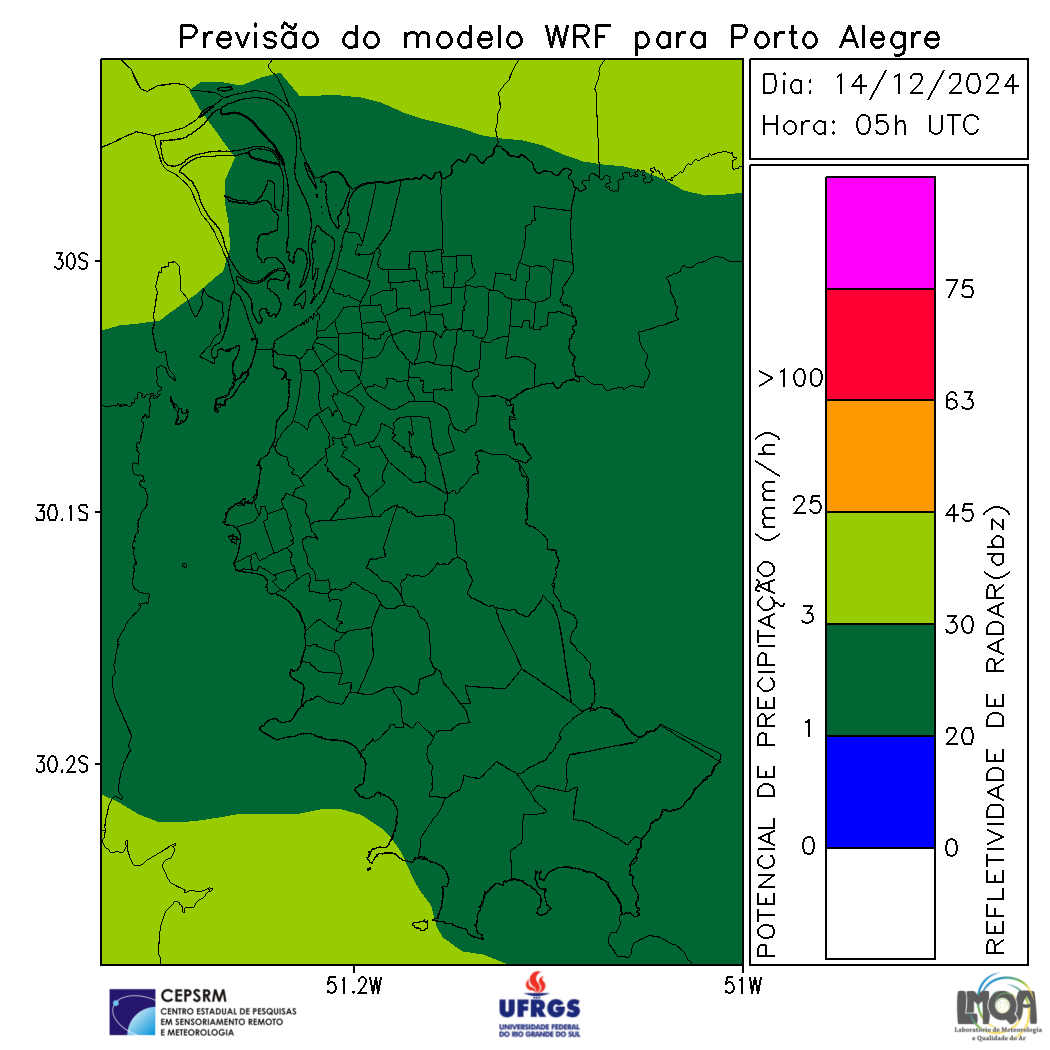 Previsão do modelo WRF para Porto Alegre
Dia: 14/12/2024
Hora: 05h UTC
30S
30.1S
30.2S
51.2W
51W
POTENCIAL DE PRECIPITAÇÃO (mm/h)
>100
25
3
1
0
75
63
45
30
20
0
REFLETIVIDADE DE RADAR(dbz)
CEPSRM
CENTRO ESTADUAL DE PESQUISAS
EM SENSORIAMENTO REMOTO
E METEOROLOGIA
UFRGS
UNIVERSIDADE FEDERAL
DO RIO GRANDE DO SUL
LMQA
Laboratório de Meteorologia
e Qualidade do Ar